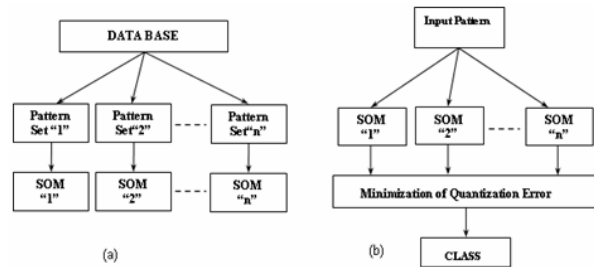 DATA BASE
Pattern
Set "1"
Pattern
Set"2"
Pattern
Set"n"
SOM
"1"
SOM
"2"
SOM
"n"
(a)
Input Pattern
SOM
"1"
SOM
"2"
SOM
"n"
Minimization of Quantization Error
CLASS
(b)